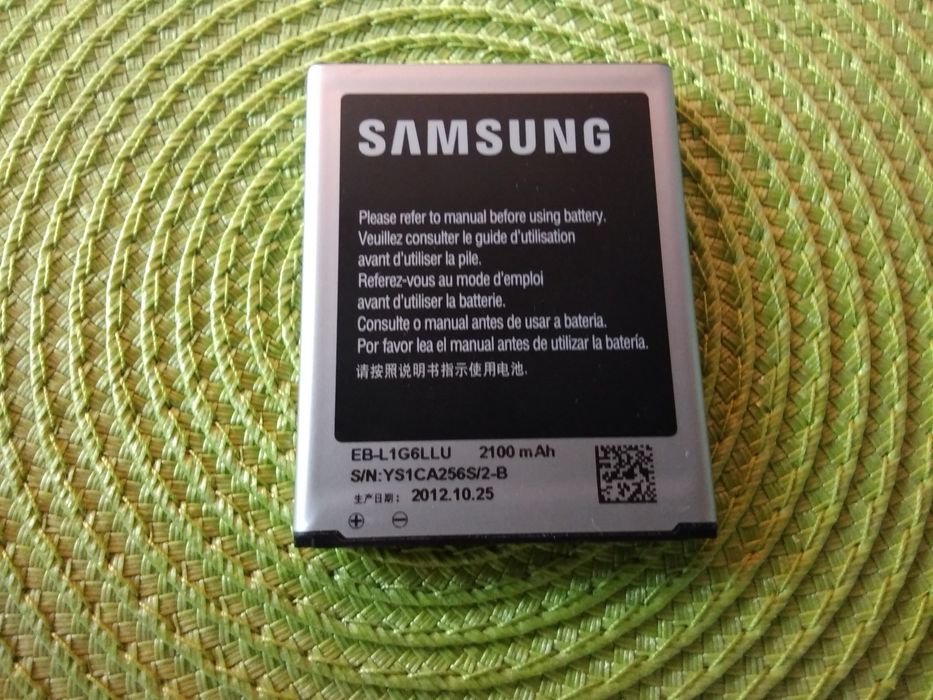 SAMSUNG
Please refer to manual before using battery.
Veuillez consulter le guide d'utilisation
avant d'utiliser la pile.
Referez-vous au mode d'emploi
avant d'utiliser la batterie.
Consulte o manual antes de usar a bateria.
Por favor lea el manual antes de utilizar la batería.
请按照说明书指示使用电池.
EB-L1G6LLU 2100 mAh
S/N:YS1CA256S/2-B
生产日期: 2012.10.25